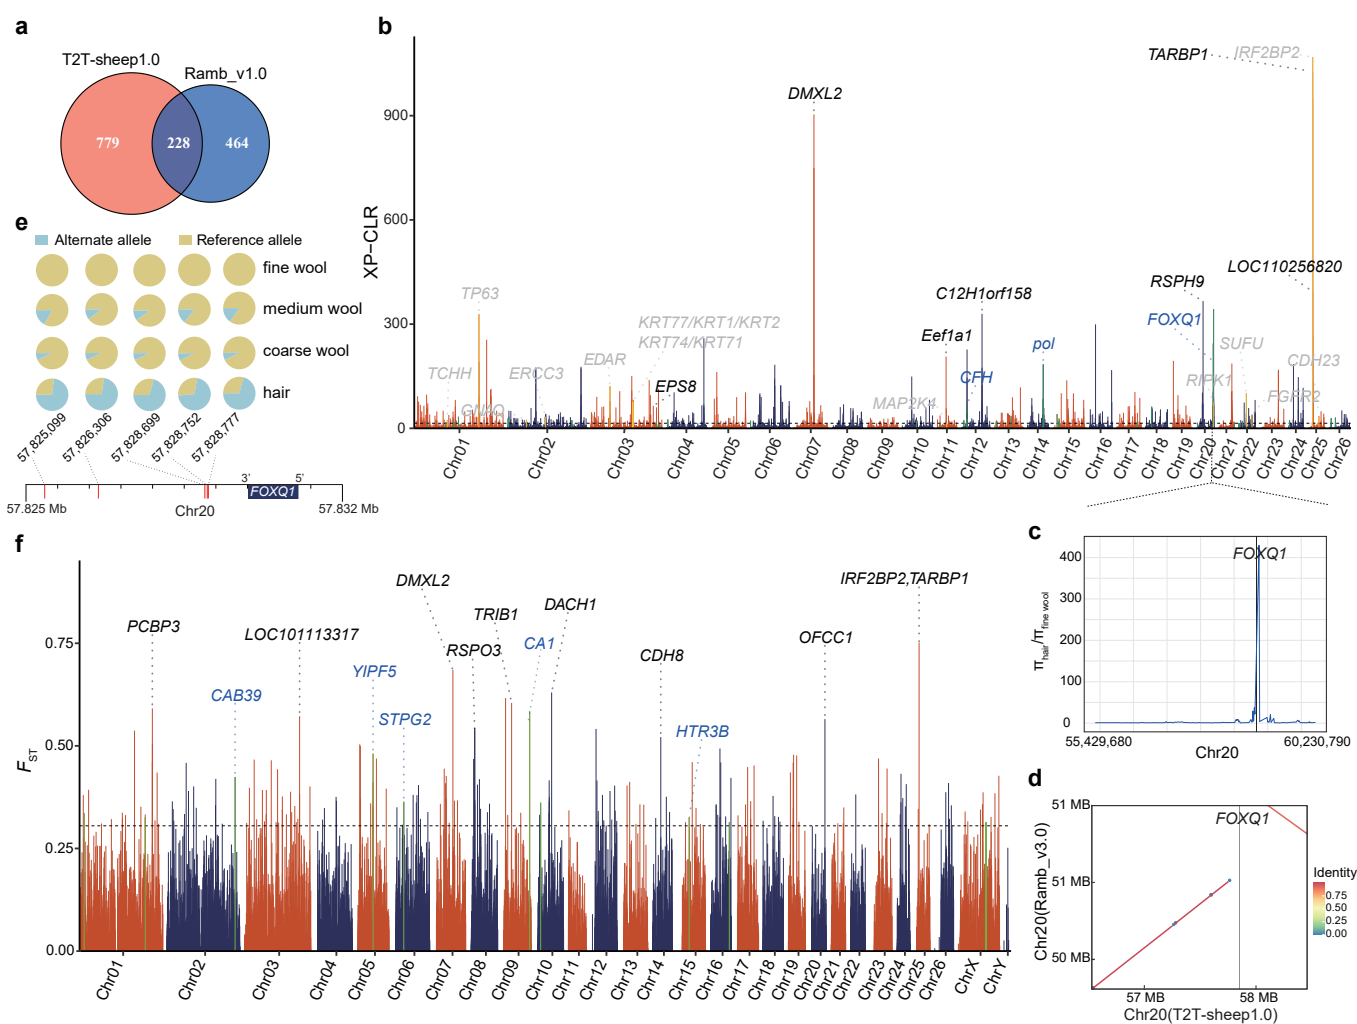 a
T2T-sheep1.0
Ramb_v1.0
779
228
464
b
XP−CLR
900
600
300
0
TARBP1
IRF2BP2
DMXL2
TP63
KRT77/KRT1/KRT2
KRT74/KRT71
C12H1orf158
Eef1a1
RSPH9
LOC110256820
FOXQ1
pol
SUFU
CDH23
EDAR
TCHH
ERCC3
EPS8
CFH
RIPK1
FGFR2
MAP2K4
GNAQ
Chr01
Chr02
Chr03
Chr04
Chr05
Chr06
Chr07
Chr08
Chr09
Chr10
Chr11
Chr12
Chr13
Chr14
Chr15
Chr16
Chr17
Chr18
Chr19
Chr20
Chr21
Chr22
Chr23
Chr24
Chr25
Chr26
e
Alternate allele
Reference allele
fine wool
medium wool
coarse wool
hair
57,825,099
57,826,306
57,828,699
57,828,752
57,828,777
3'
5'
FOXQ1
57.825 Mb
Chr20
57.832 Mb
c
FOXQ1
πhair/πfine wool
400
300
200
100
0
55,429,680
60,230,790
Chr20
d
FOXQ1
Chr20(Ramb_v3.0)
51 MB
51 MB
50 MB
57 MB
58 MB
Chr20(T2T-sheep1.0)
Identity
0.75
0.50
0.25
0.00
f
FST
0.75
0.50
0.25
0.00
DMXL2
IRF2BP2,TARBP1
PCBP3
LOC101113317
TRIB1
DACH1
RSPO3
CA1
CDH8
OFCC1
YIPF5
CAB39
STPG2
HTR3B
Chr01
Chr02
Chr03
Chr04
Chr05
Chr06
Chr07
Chr08
Chr09
Chr10
Chr11
Chr12
Chr13
Chr14
Chr15
Chr16
Chr17
Chr18
Chr19
Chr20
Chr21
Chr22
Chr23
Chr24
Chr25
Chr26
ChrX
ChrY